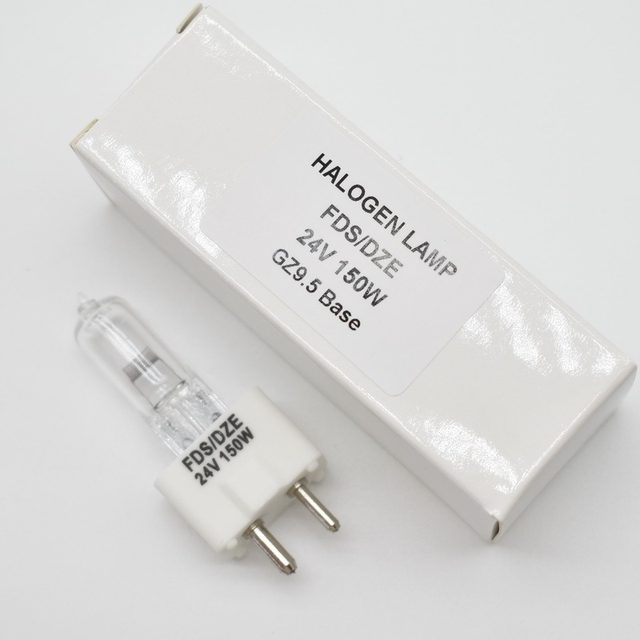 HALOGEN LAMP
FDS/DZE
24V 150W
GZ9.5 Base
FDS/DZE
24V 150W